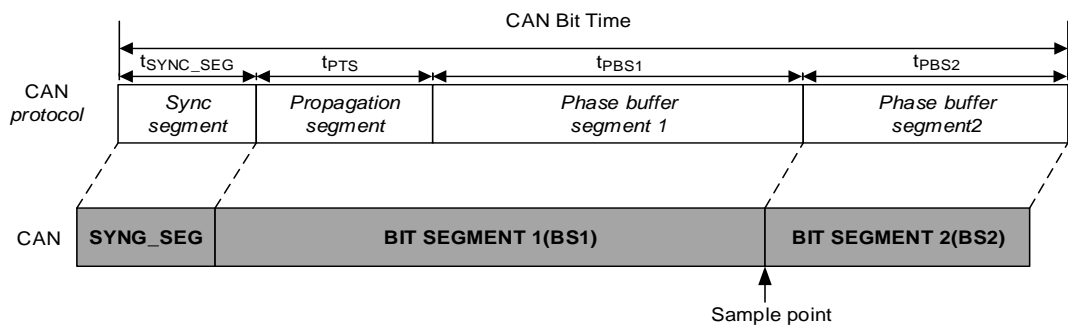 CAN Bit Time
tSYNC_SEG tPTS tPBS1 tPBS2
CAN
protocol
Sync
segment
Propagation
segment
Phase buffer
segment 1
Phase buffer
segment2
CAN
SYNG_SEG
BIT SEGMENT 1(BS1)
BIT SEGMENT 2(BS2)
Sample point